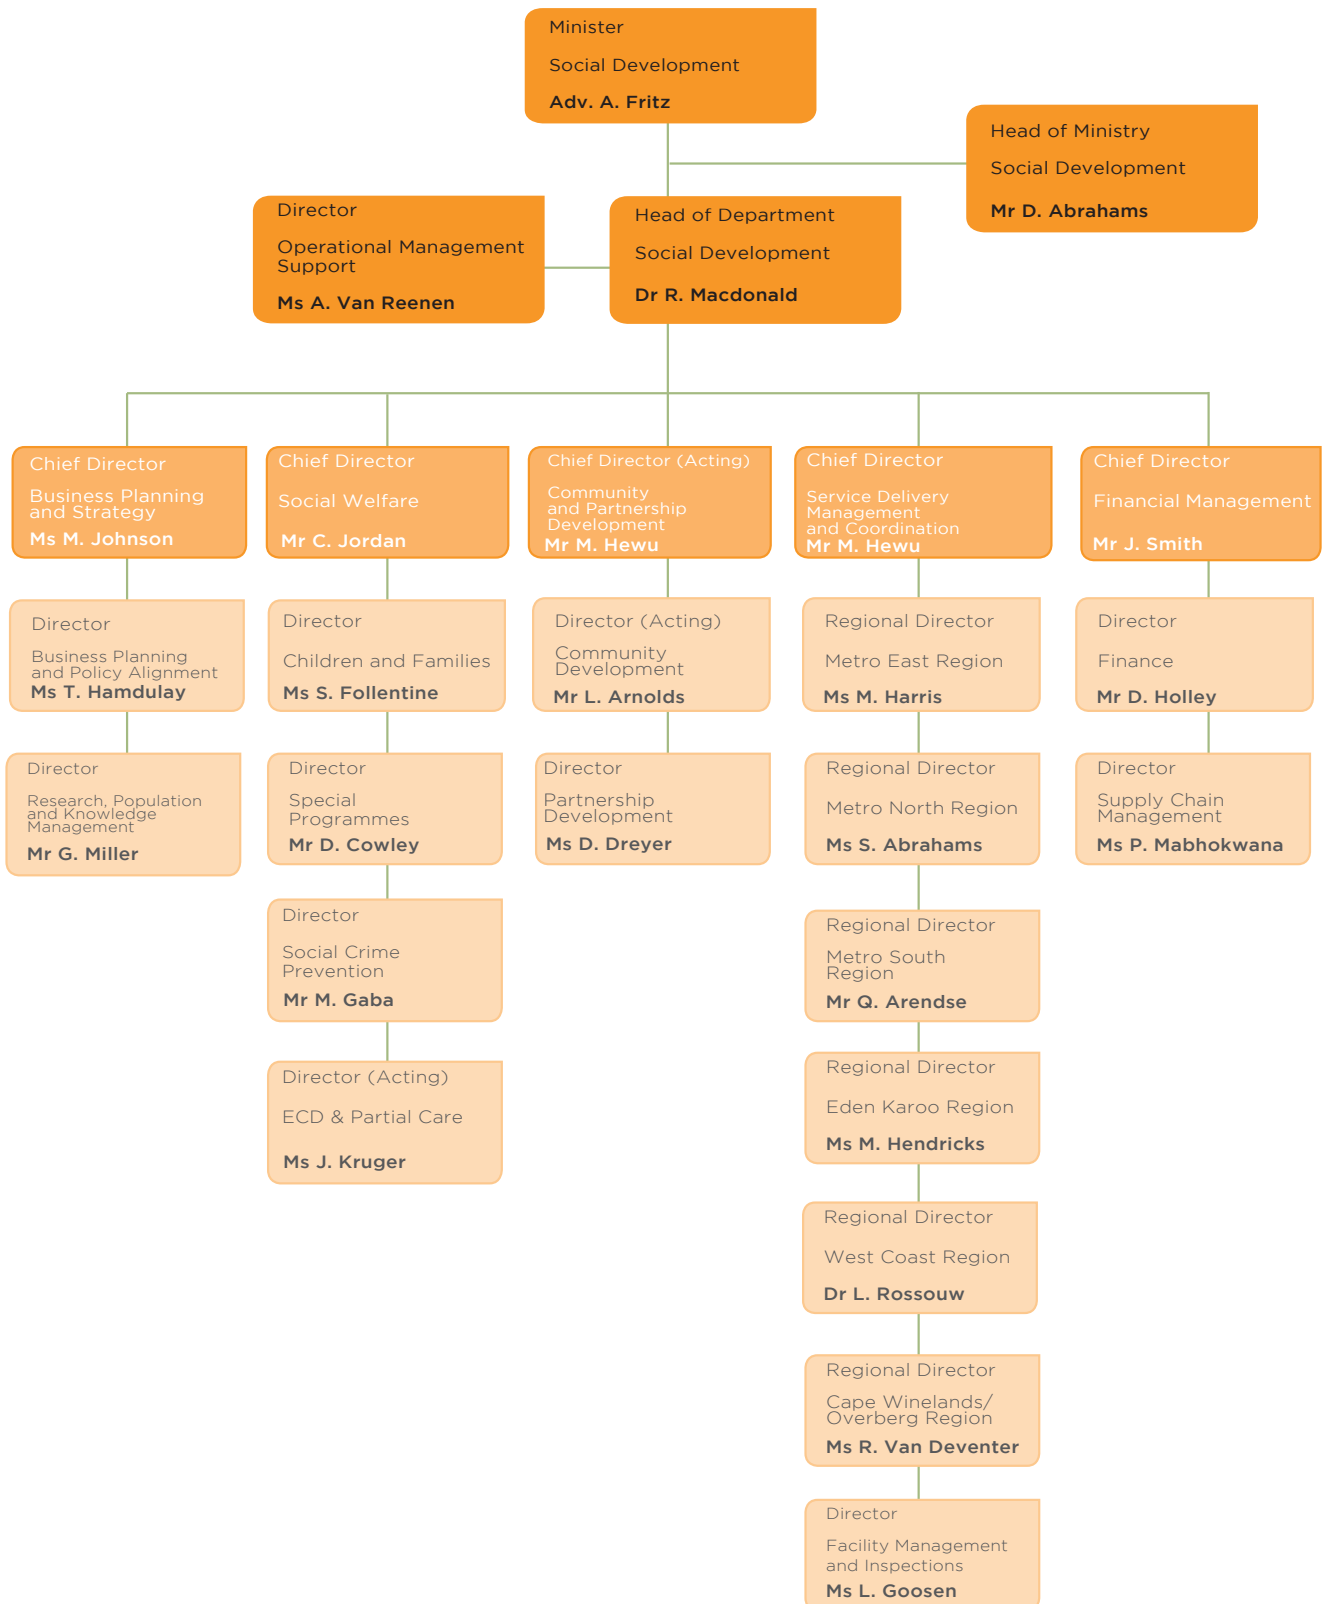 Minister
Social Development
Adv. A. Fritz
Head of Ministry
Social Development
Mr D. Abrahams
Director
Operational Management
Support
Ms A. Van Reenen
Head of Department
Social Development
Dr R. Macdonald
Chief Director
Business Planning
and Strategy
Ms M. Johnson
Chief Director
Social Welfare
Mr C. Jordan
Chief Director (Acting)
Community
and Partnership
Development
Mr M. Hewu
Chief Director
Service Delivery
Management
and Coordination
Mr M. Hewu
Chief Director
Financial Management
Mr J. Smith
Director
Business Planning
and Policy Alignment
Ms T. Hamdulay
Director
Children and Families
Ms S. Follentine
Director (Acting)
Community
Development
Mr L. Arnolds
Regional Director
Metro East Region
Ms M. Harris
Director
Finance
Mr D. Holley
Director
Research, Population
and Knowledge
Management
Mr G. Miller
Director
Special
Programmes
Mr D. Cowley
Director
Partnership
Development
Ms D. Dreyer
Regional Director
Metro North Region
Ms S. Abrahams
Director
Supply Chain
Management
Ms P. Mabhokwana
Director
Social Crime
Prevention
Mr M. Gaba
Regional Director
Metro South
Region
Mr Q. Arendse
Director (Acting)
ECD & Partial Care
Ms J. Kruger
Regional Director
Eden Karoo Region
Ms M. Hendricks
Regional Director
West Coast Region
Dr L. Rossouw
Regional Director
Cape Winelands/
Overberg Region
Ms R. Van Deventer
Director
Facility Management
and Inspections
Ms L. Goosen